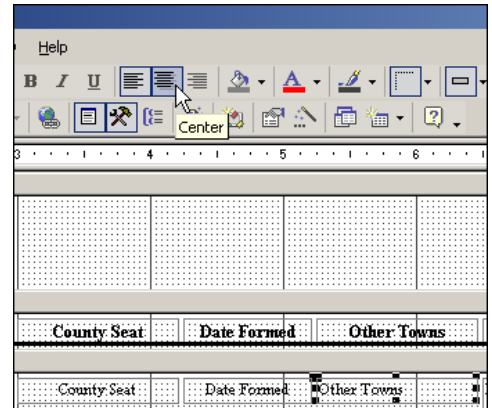 Help
B I U A
Center
3 4 5 6
County Seat Date Formed Other Towns
County Seat Date Formed Other Towns